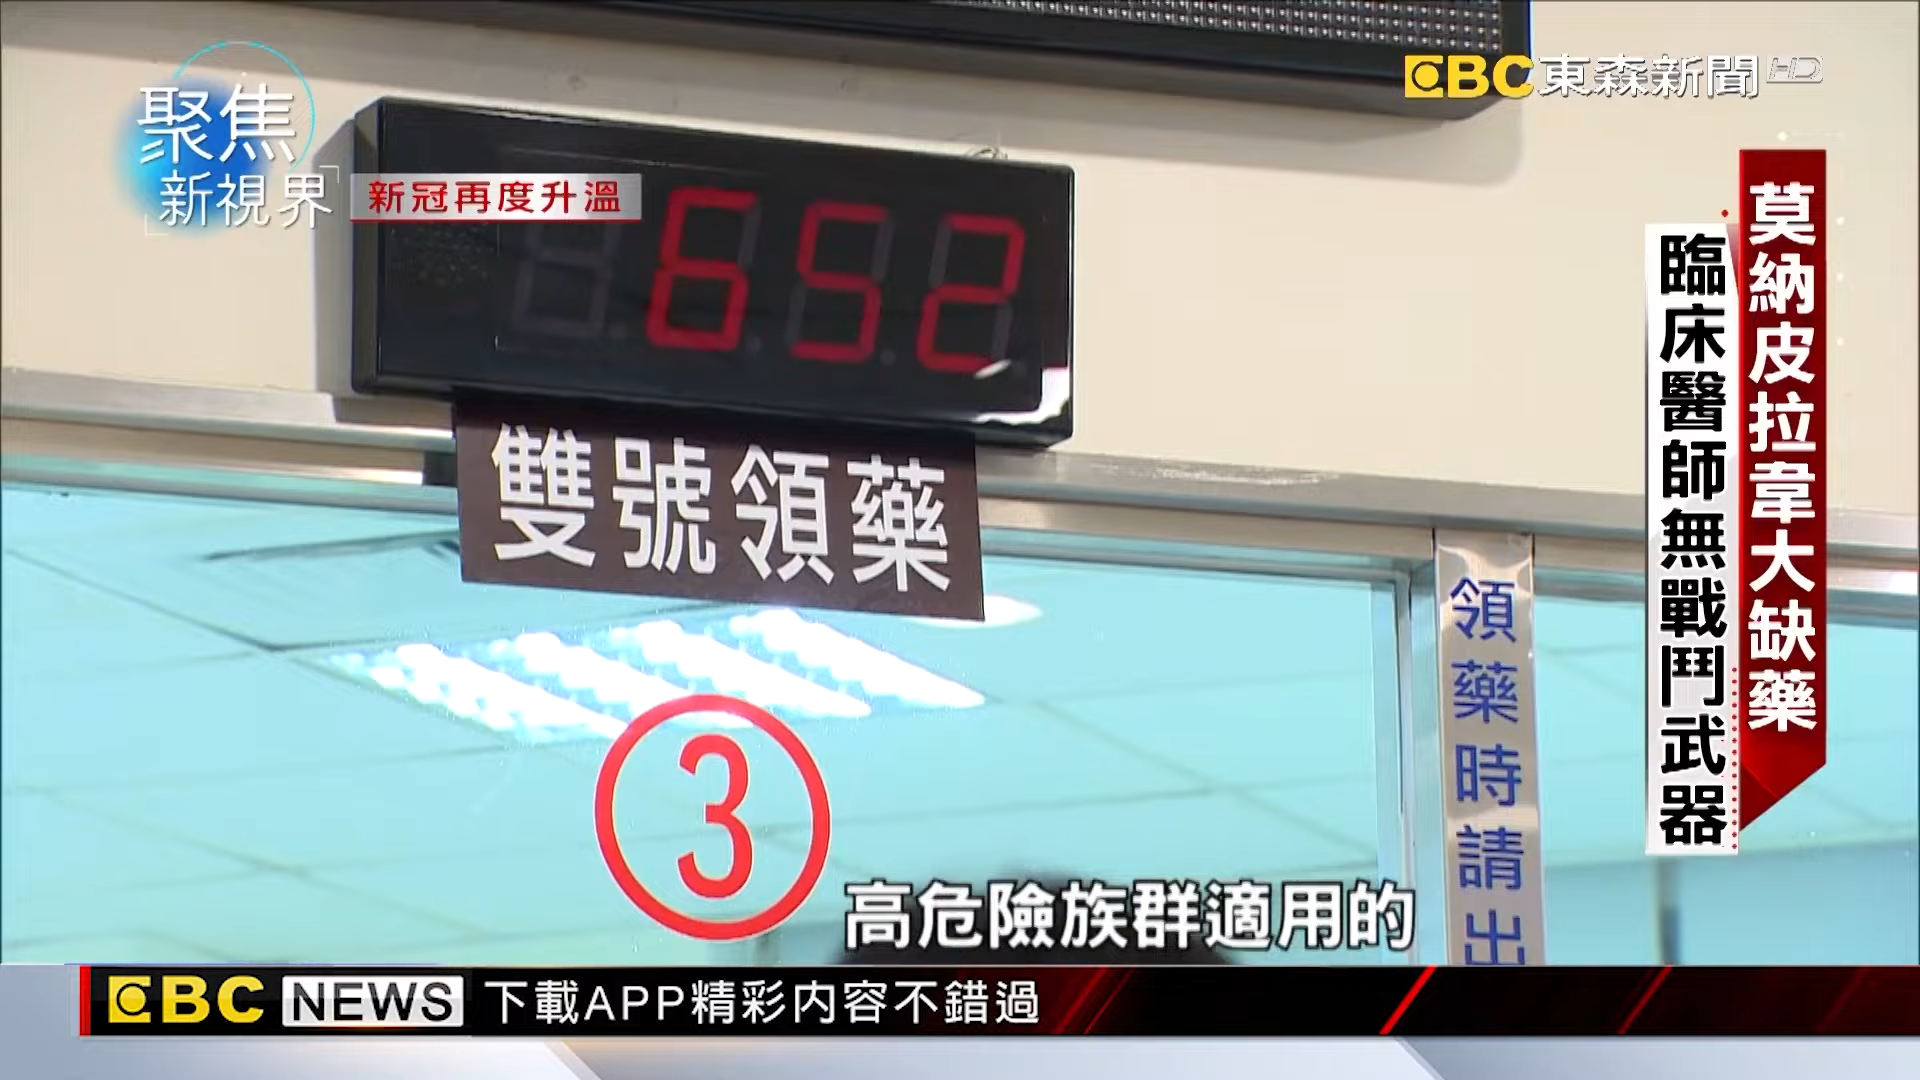 聚焦
新視界
新冠再度升溫
EBC東森新聞HD
莫納皮拉韋大缺藥
臨床醫師無戰鬥武器
652
雙號領藥
3
領藥時請出
高危險族群適用的
EBC NEWS 下載APP精彩內容不錯過